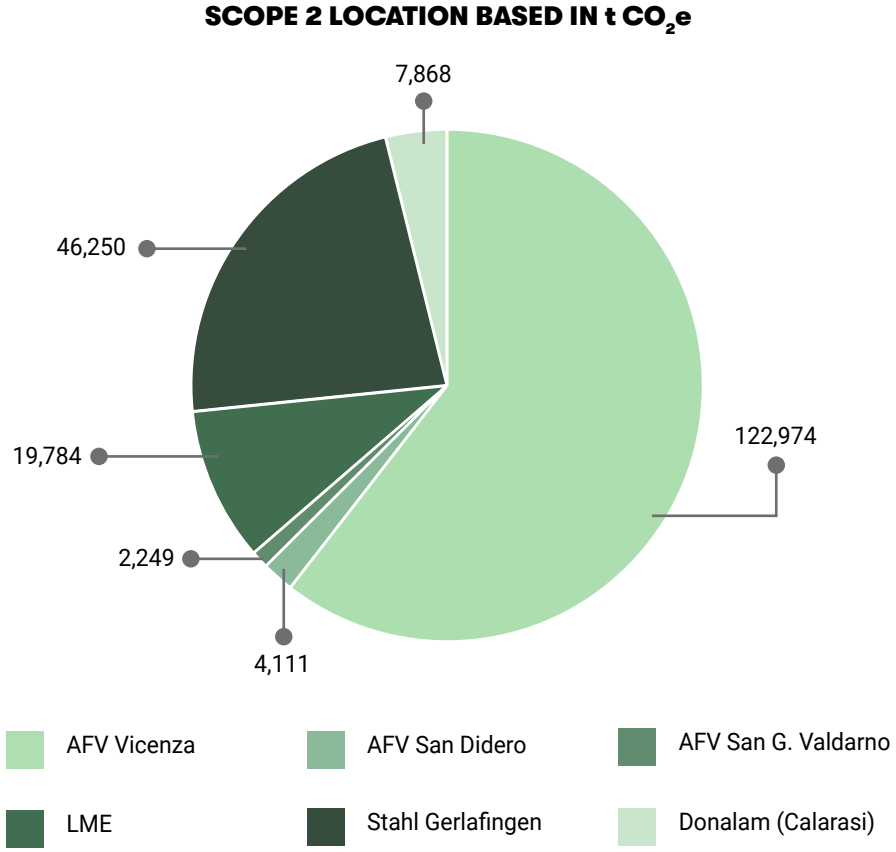 SCOPE 2 LOCATION BASED IN t CO₂e
7,868
46,250
122,974
19,784
2,249
4,111
AFV Vicenza
AFV San Didero
AFV San G. Valdarno
LME
Stahl Gerlafingen
Donalam (Calarasi)